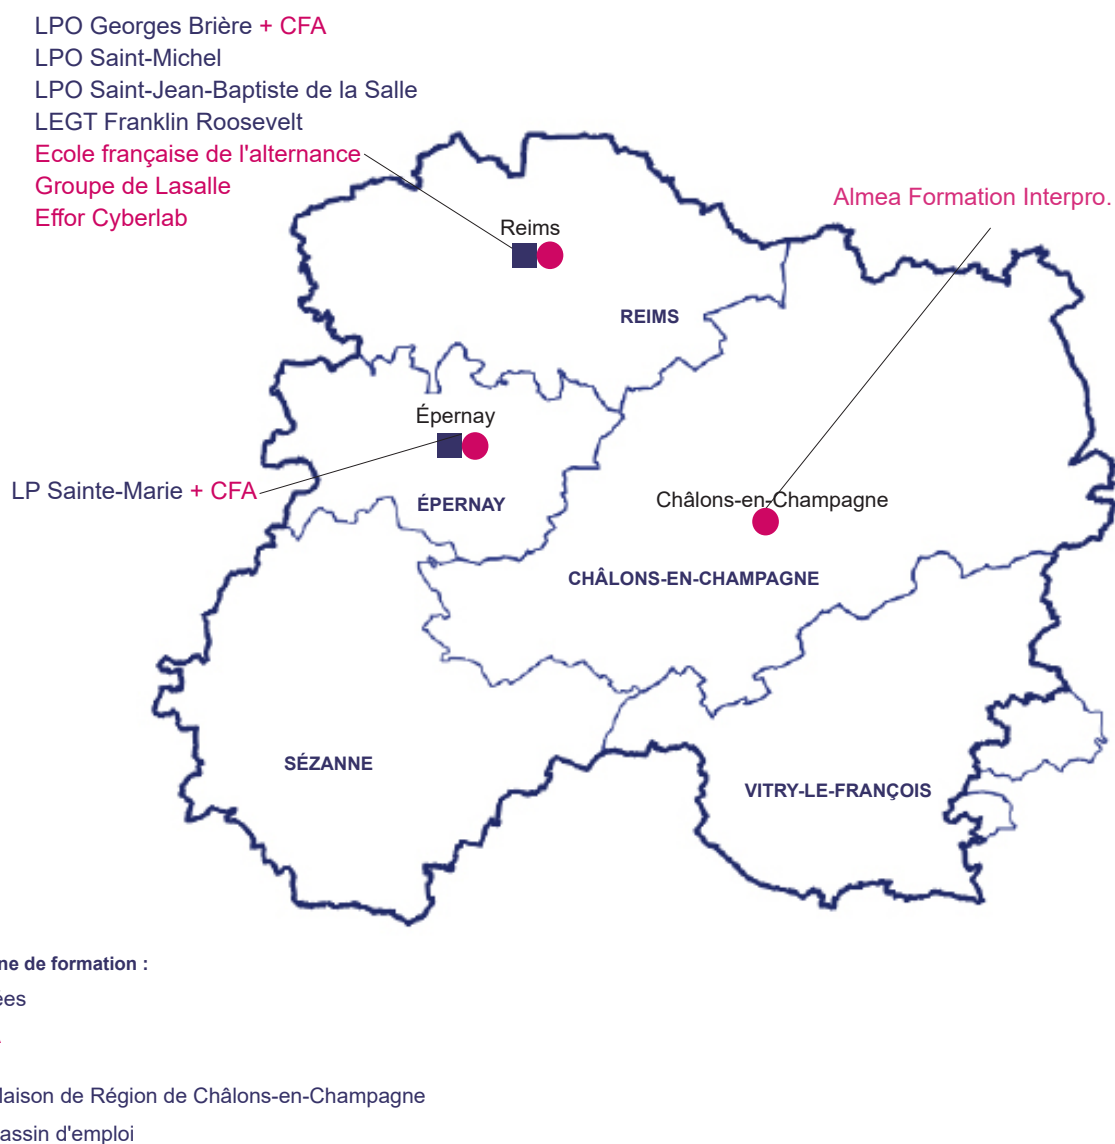 LPO Georges Brière + CFA
LPO Saint-Michel
LPO Saint-Jean-Baptiste de la Salle
LEGT Franklin Roosevelt
Ecole française de l'alternance
Groupe de Lasalle
Effor Cyberlab
Almea Formation Interpro.
Reims
REIMS
Épernay
LP Sainte-Marie + CFA
ÉPERNAY
Châlons-en-Champagne
CHÂLONS-EN-CHAMPAGNE
SÉZANNE
VITRY-LE-FRANÇOIS
ne de formation :
ées
aison de Région de Châlons-en-Champagne
assin d'emploi